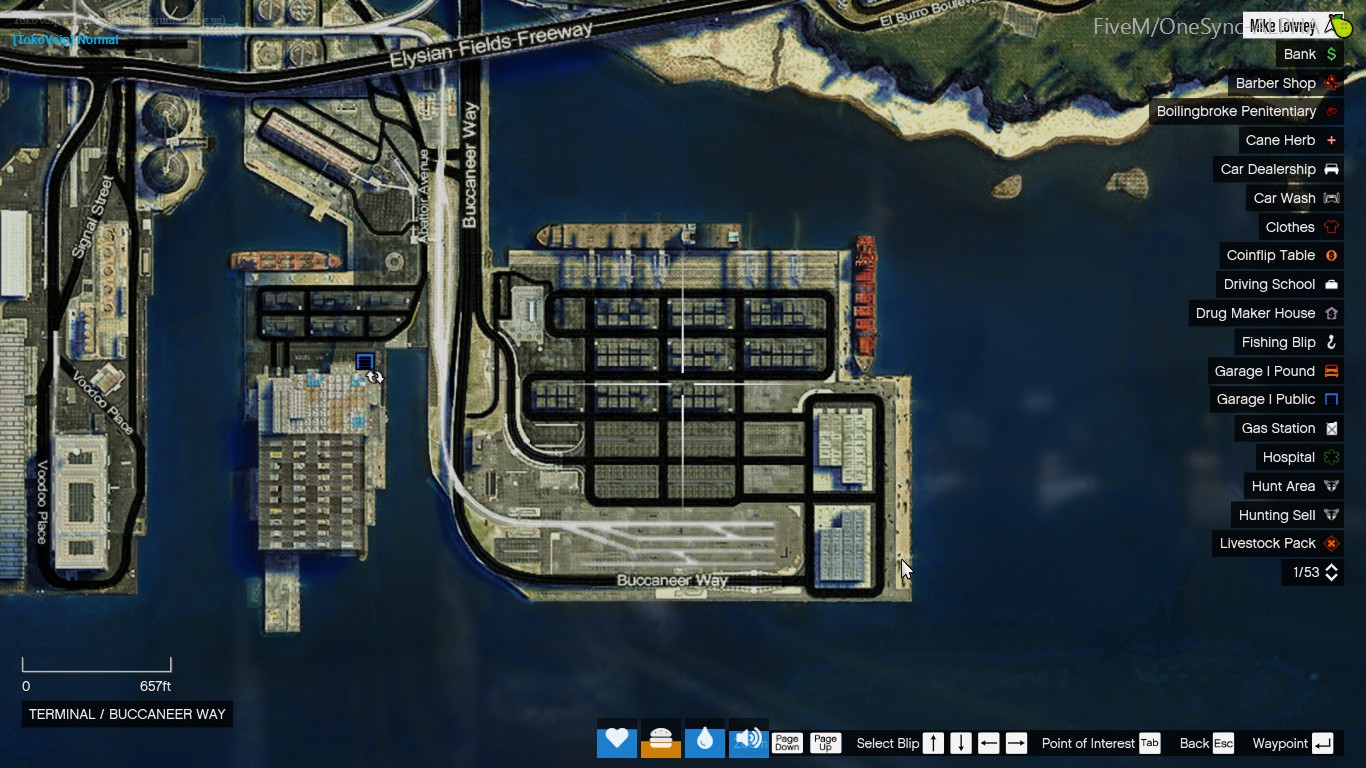 [TokoVoip] Normal
Elysian Fields Freeway
El Burro Boulevard
FiveM/OneSync
Mike Lowrey
Signal Street
Abattoir Avenue
Buccaneer Way
Voodoo Place
Voodoo Place
Buccaneer Way
Bank
Barber Shop
Boilingbroke Penitentiary
Cane Herb
Car Dealership
Car Wash
Clothes
Coinflip Table
Driving School
Drug Maker House
Fishing Blip
Garage | Pound
Garage | Public
Gas Station
Hospital
Hunt Area
Hunting Sell
Livestock Pack
1/53
0 657ft
TERMINAL / BUCCANEER WAY
Zoom Page Down Page Up Select Blip Point of Interest Tab Back Esc Waypoint